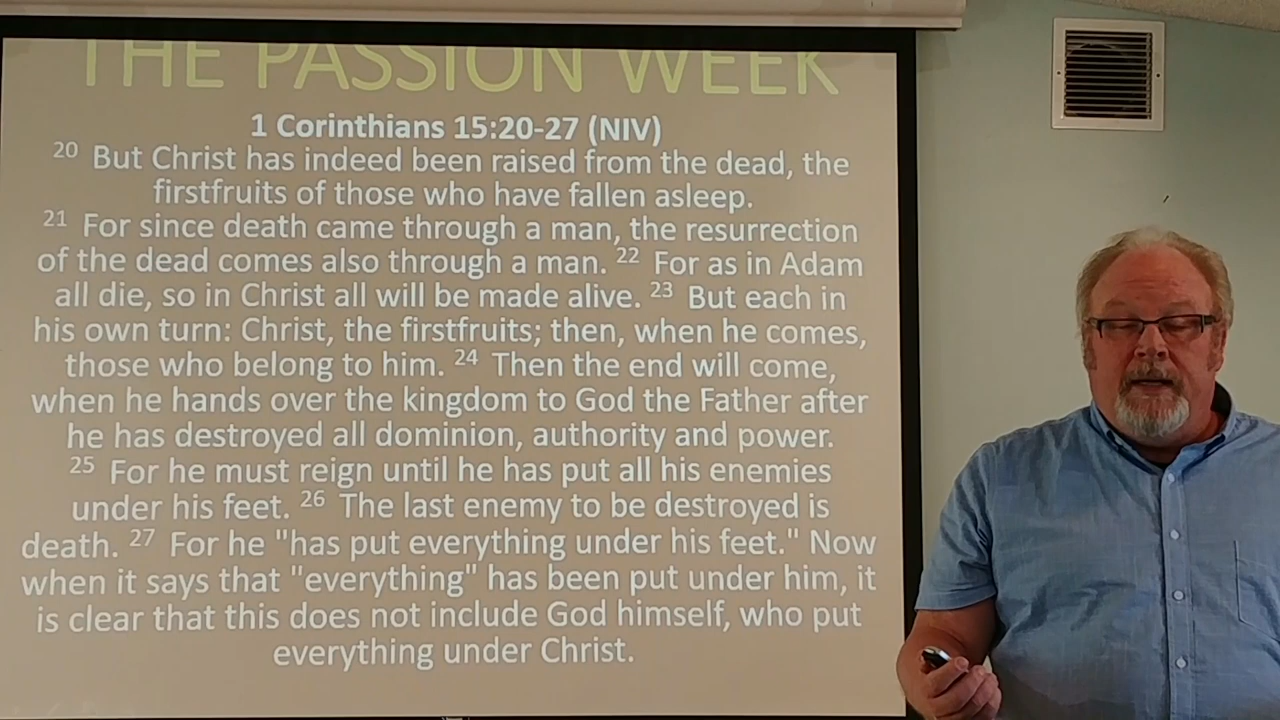 THE PASSION WEEK
1 Corinthians 15:20-27 (NIV)
20 But Christ has indeed been raised from the dead, the
firstfruits of those who have fallen asleep.
21 For since death came through a man, the resurrection
of the dead comes also through a man. 22 For as in Adam
all die, so in Christ all will be made alive. 23 But each in
his own turn: Christ, the firstfruits; then, when he comes,
those who belong to him. 24 Then the end will come,
when he hands over the kingdom to God the Father after
he has destroyed all dominion, authority and power.
25 For he must reign until he has put all his enemies
under his feet. 26 The last enemy to be destroyed is
death. 27 For he "has put everything under his feet." Now
when it says that "everything" has been put under him, it
is clear that this does not include God himself, who put
everything under Christ.